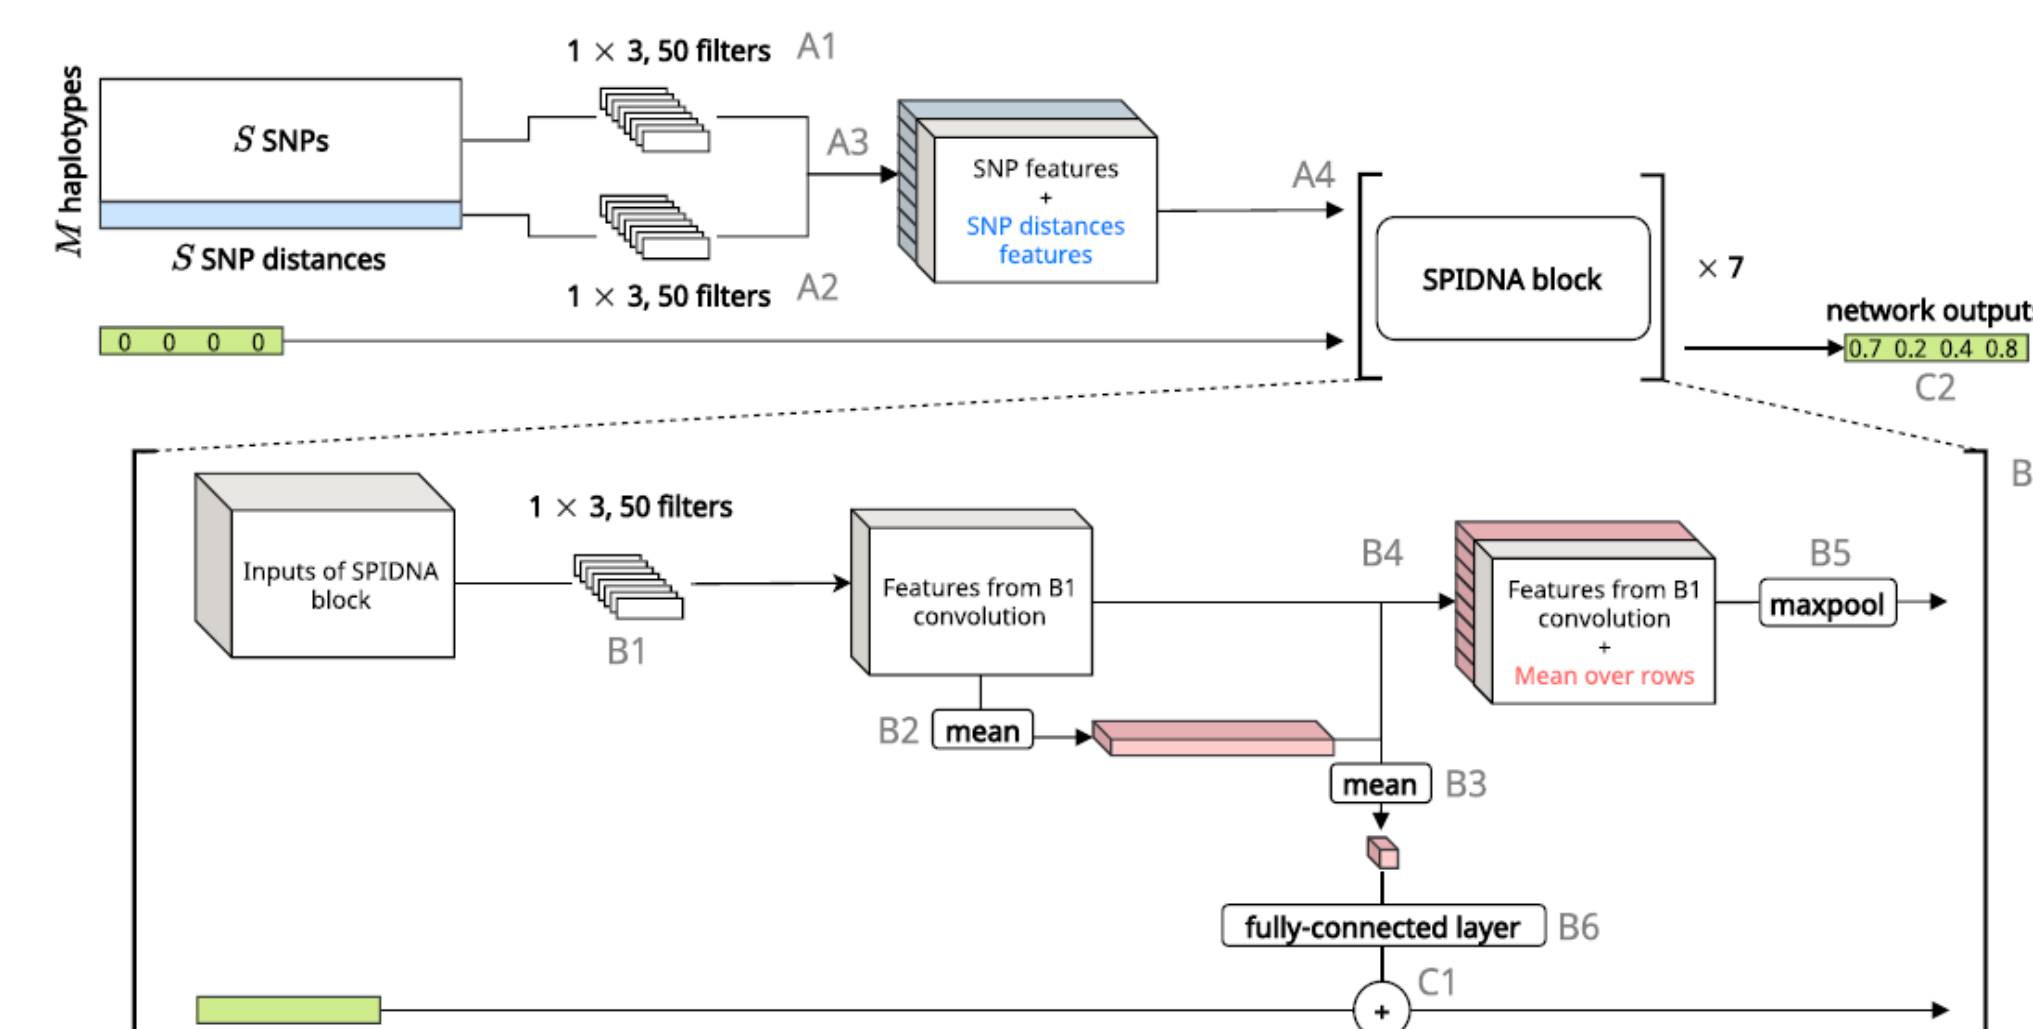 1 × 3, 50 filters A1
M haplotypes
S SNPs
A3
SNP features
+
SNP distances
features
A4
S SNP distances
1 × 3, 50 filters A2
SPIDNA block
× 7
0 0 0 0
network outputs
0.7 0.2 0.4 0.8
C2
B
1 × 3, 50 filters
Inputs of SPIDNA
block
B1
Features from B1
convolution
B4
Features from B1
convolution
+
Mean over rows
B5
maxpool
B2 mean
mean B3
fully-connected layer B6
C1
+